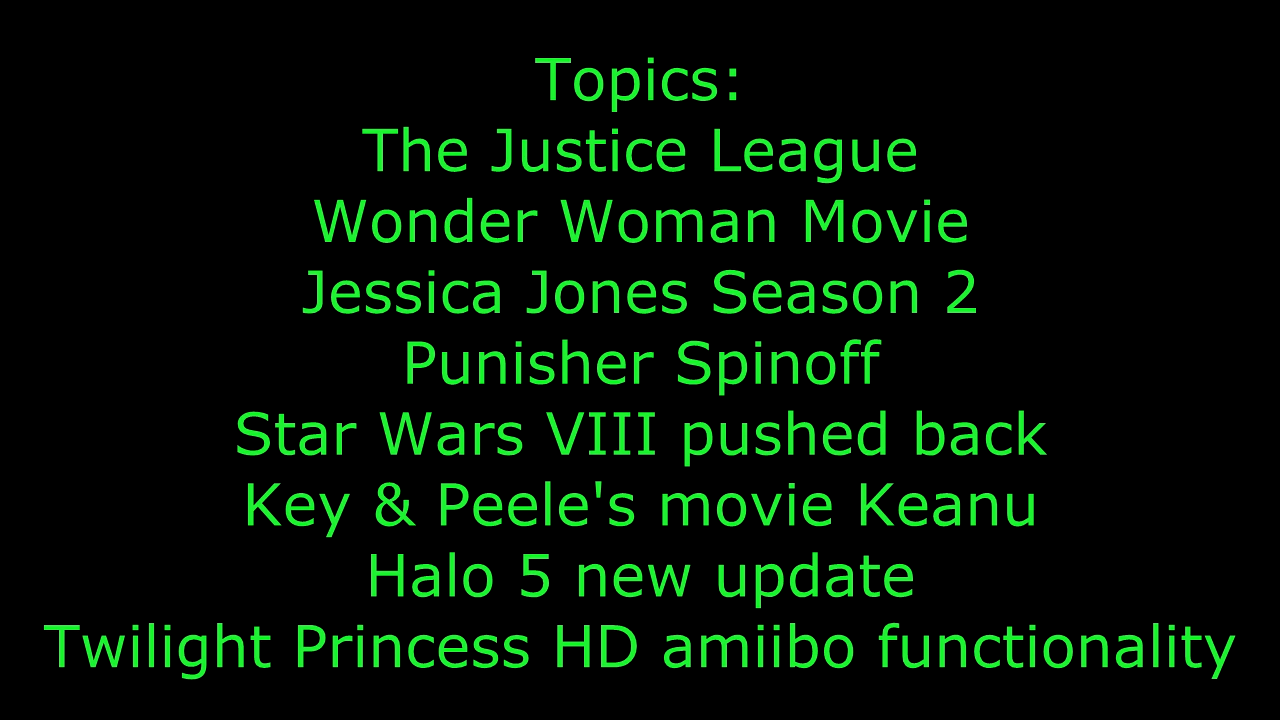 Topics:
The Justice League
Wonder Woman Movie
Jessica Jones Season 2
Punisher Spinoff
Star Wars VIII pushed back
Key & Peele's movie Keanu
Halo 5 new update
Twilight Princess HD amiibo functionality